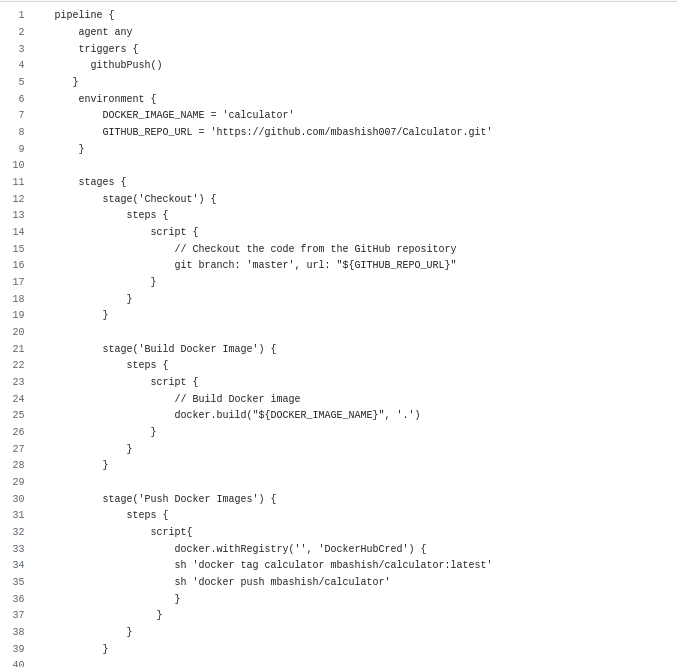 1 pipeline {
2 agent any
3 triggers {
4 githubPush()
5 }
6 environment {
7 DOCKER_IMAGE_NAME = 'calculator'
8 GITHUB_REPO_URL = 'https://github.com/mbashish007/Calculator.git'
9 }
10
11 stages {
12 stage('Checkout') {
13 steps {
14 script {
15 // Checkout the code from the GitHub repository
16 git branch: 'master', url: "${GITHUB_REPO_URL}"
17 }
18 }
19 }
20
21 stage('Build Docker Image') {
22 steps {
23 script {
24 // Build Docker image
25 docker.build("${DOCKER_IMAGE_NAME}", '.')
26 }
27 }
28 }
29
30 stage('Push Docker Images') {
31 steps {
32 script{
33 docker.withRegistry('', 'DockerHubCred') {
34 sh 'docker tag calculator mbashish/calculator:latest'
35 sh 'docker push mbashish/calculator'
36 }
37 }
38 }
39 }
40